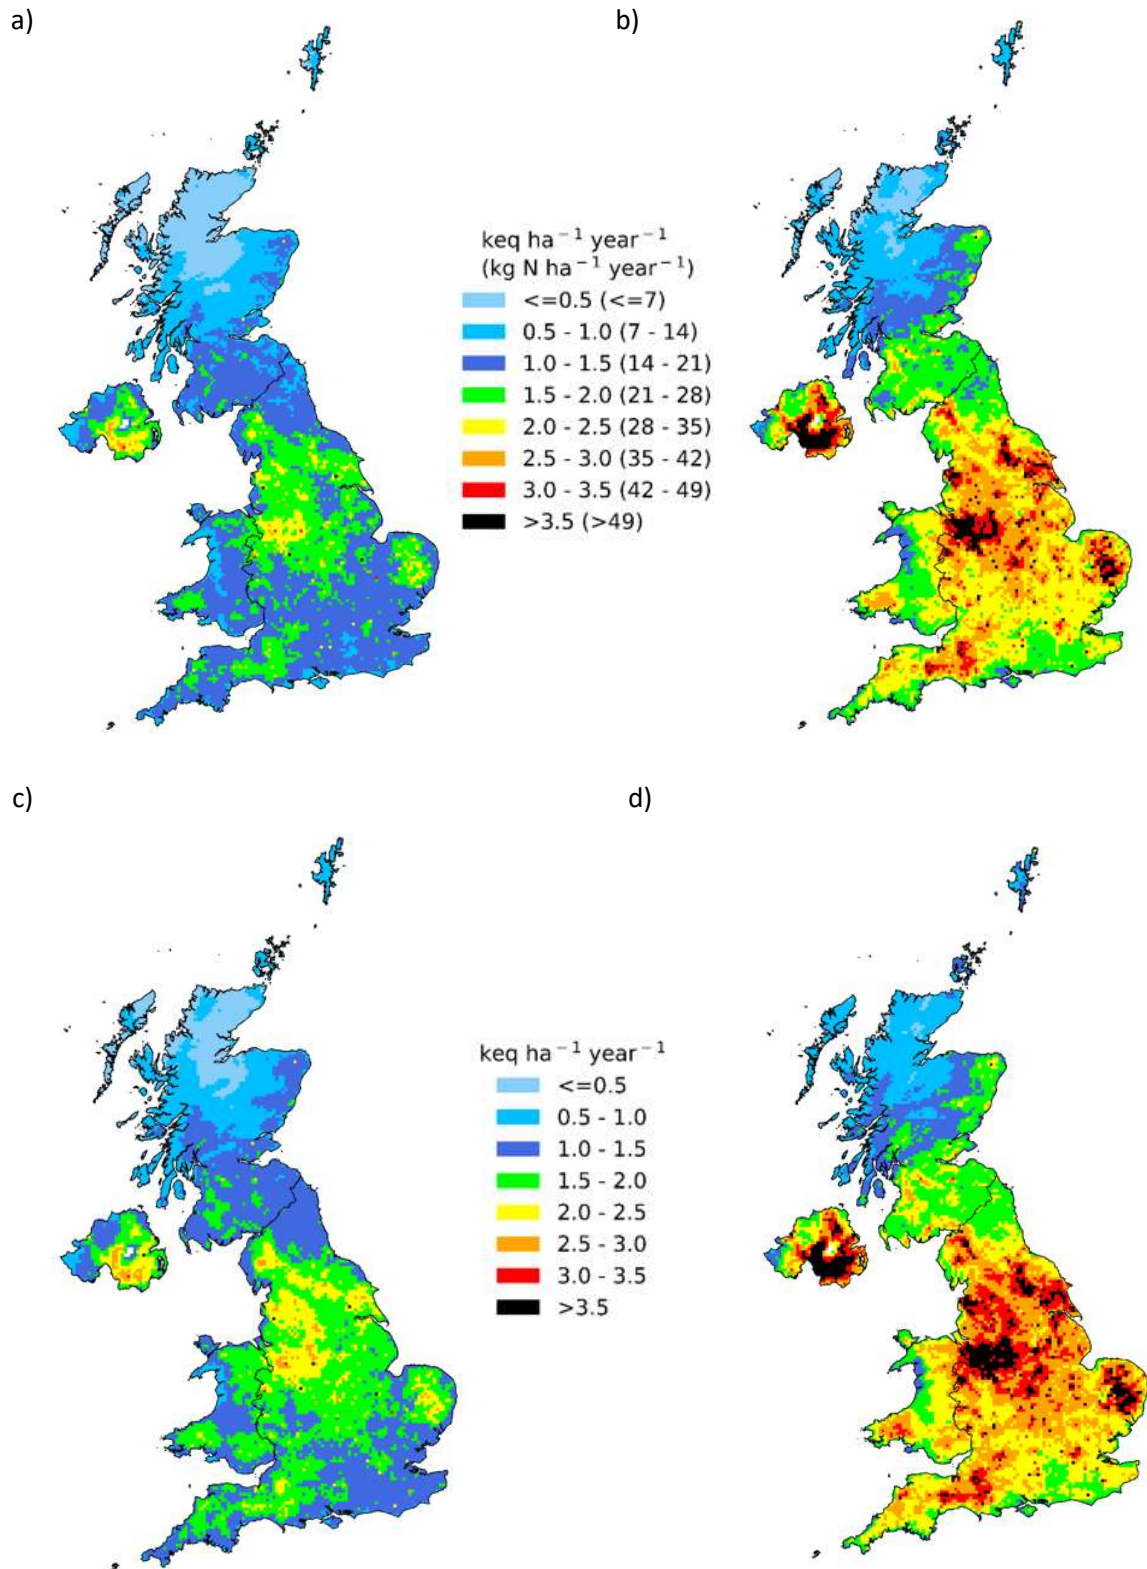 a)
b)
keq ha⁻¹ year⁻¹
(kg N ha⁻¹ year⁻¹)
<=0.5 (<=7)
0.5 - 1.0 (7 - 14)
1.0 - 1.5 (14 - 21)
1.5 - 2.0 (21 - 28)
2.0 - 2.5 (28 - 35)
2.5 - 3.0 (35 - 42)
3.0 - 3.5 (42 - 49)
>3.5 (>49)
c)
d)
keq ha⁻¹ year⁻¹
<=0.5
0.5 - 1.0
1.0 - 1.5
1.5 - 2.0
2.0 - 2.5
2.5 - 3.0
3.0 - 3.5
>3.5